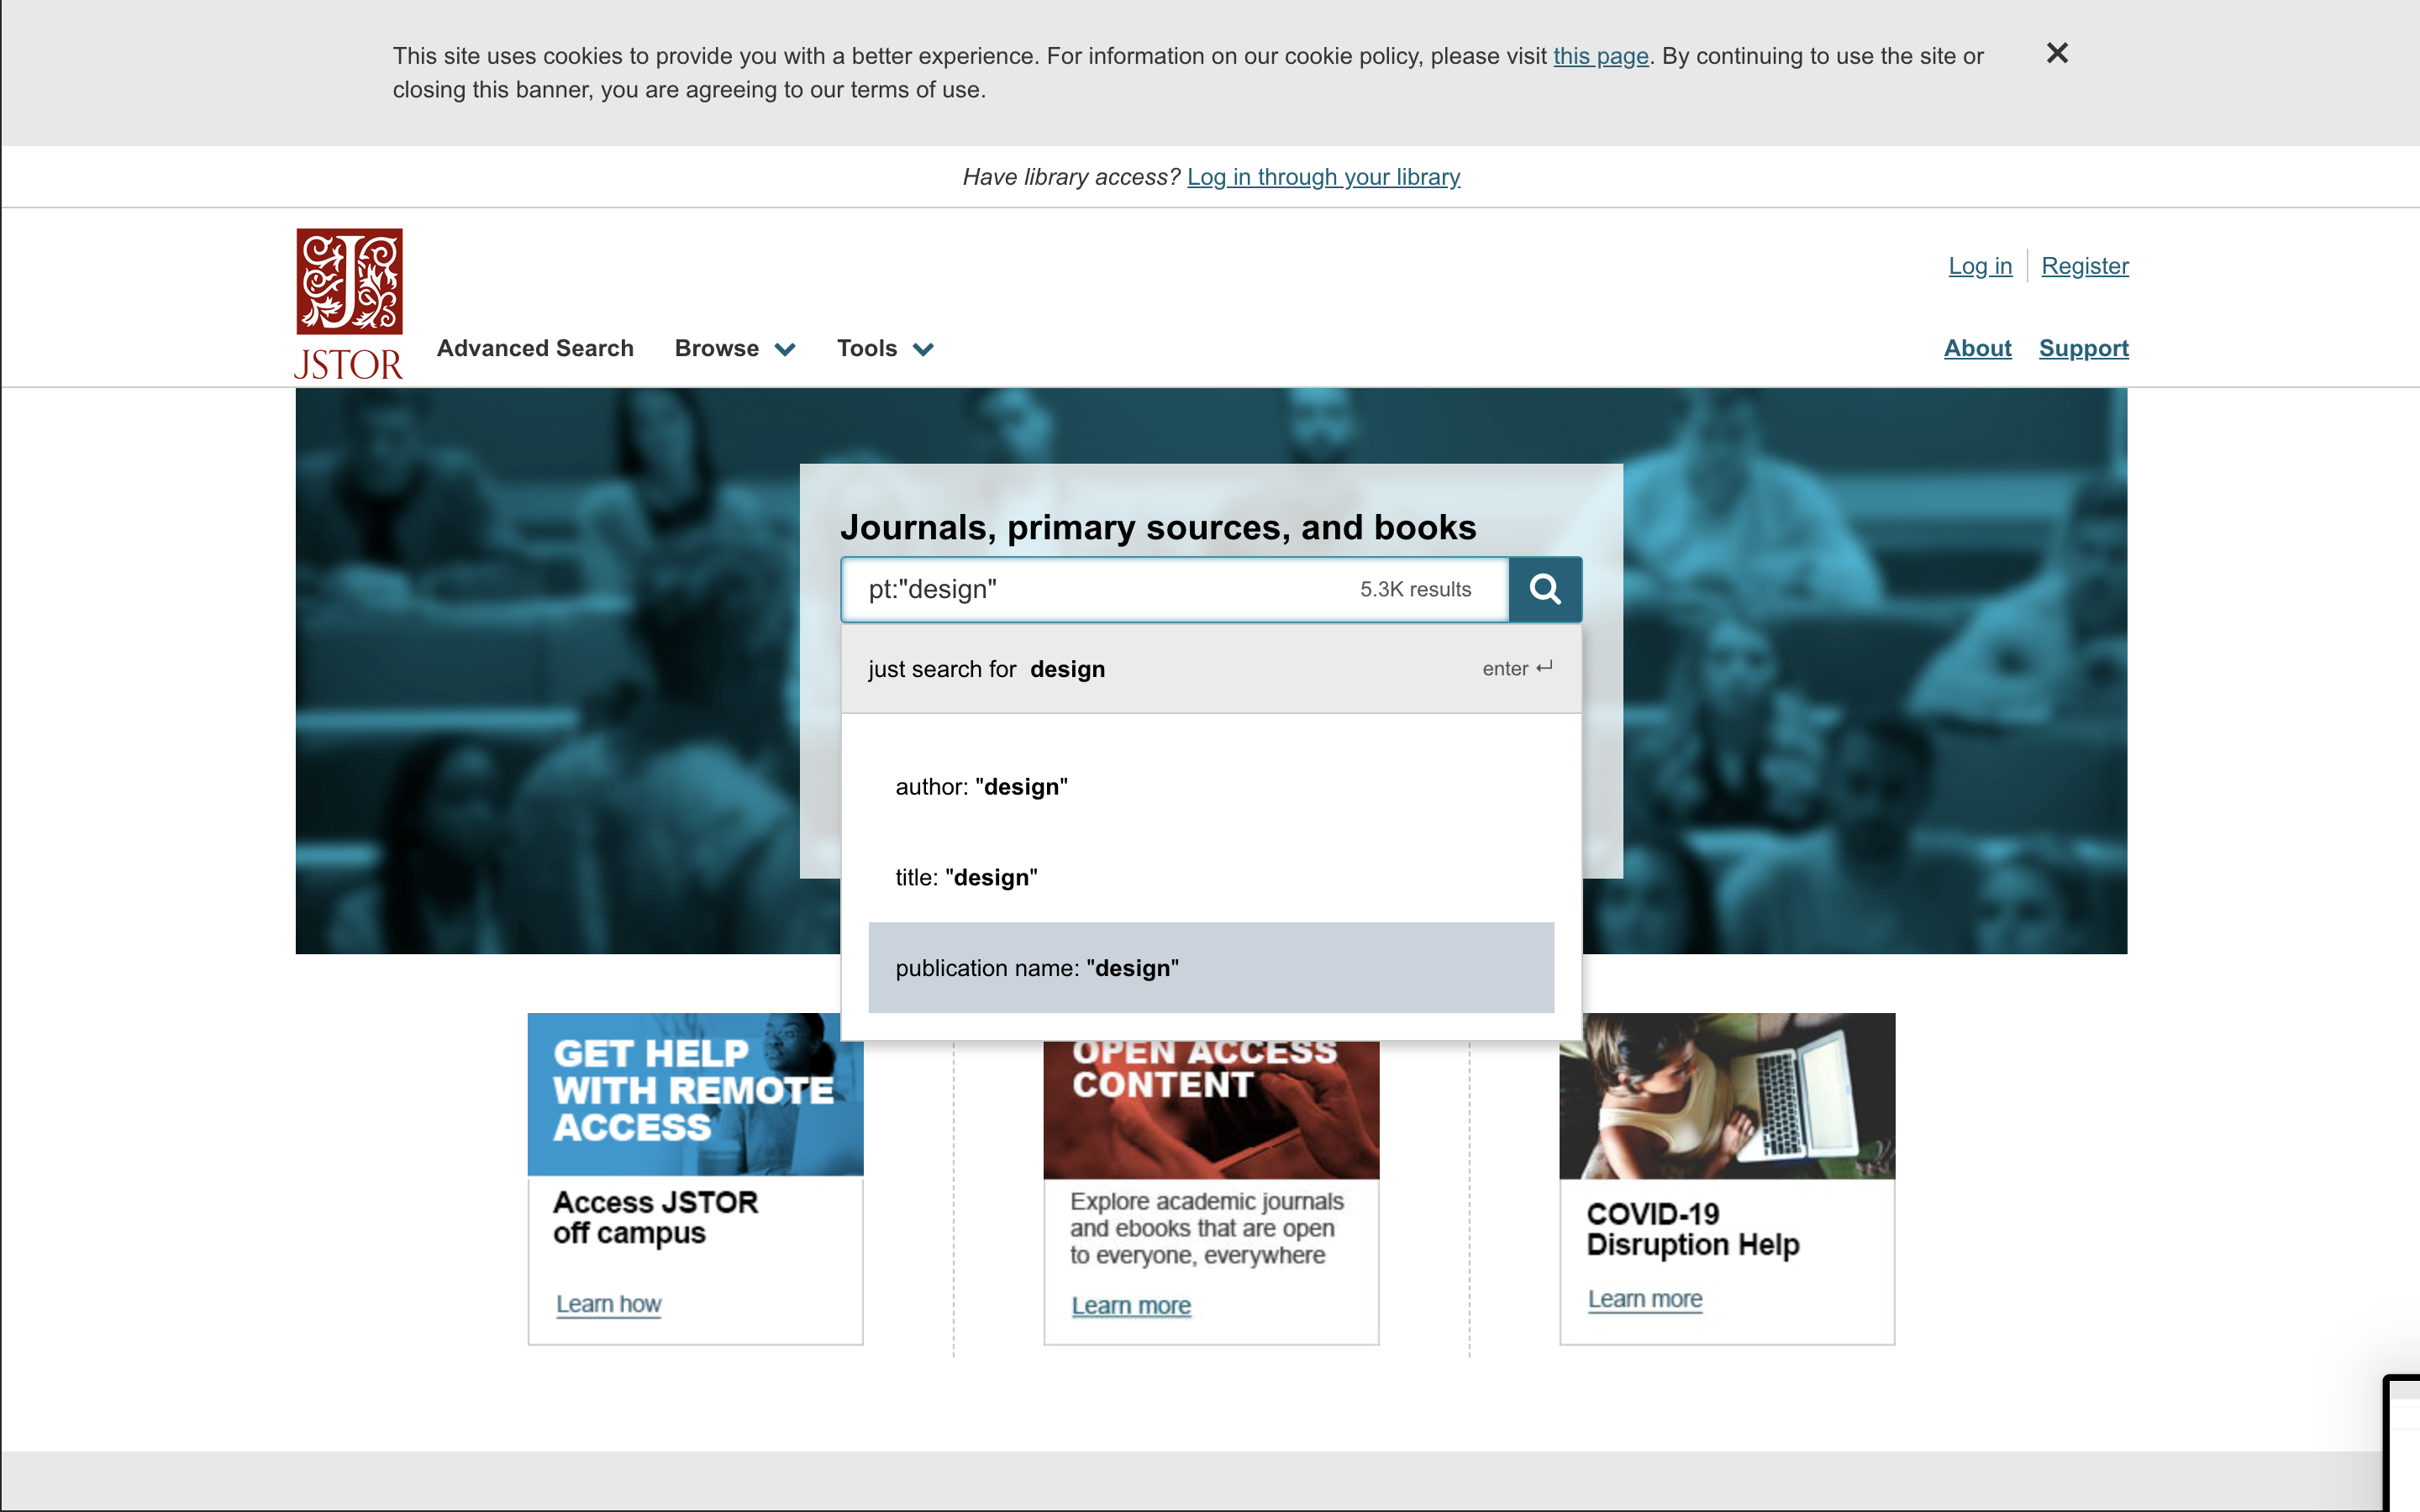 This site uses cookies to provide you with a better experience. For information on our cookie policy, please visit this page. By continuing to use the site or
closing this banner, you are agreeing to our terms of use.
Have library access? Log in through your library
Log in
Register
JSTOR
Advanced Search
Browse
Tools
About
Support
Journals, primary sources, and books
pt:"design"
5.3K results
just search for design
enter ↵
author: "design"
title: "design"
publication name: "design"
GET HELP
WITH REMOTE
ACCESS
Access JSTOR
off campus
Learn how
OPEN ACCESS
CONTENT
Explore academic journals
and ebooks that are open
to everyone, everywhere
Learn more
COVID-19
Disruption Help
Learn more